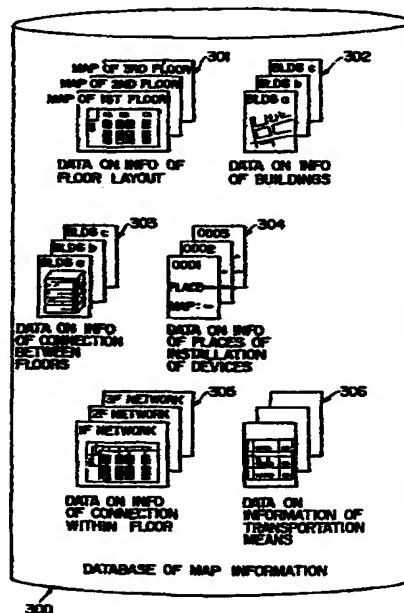 MAP OF 3RD FLOOR
MAP OF 2ND FLOOR
MAP OF 1ST FLOOR
301
DATA ON INFO OF
FLOOR LAYOUT
BLDG c
BLDG b
BLDG a
302
DATA ON INFO
OF BUILDINGS
BLDG c
BLDG b
BLDG a
303
DATA ON INFO
OF CONNECTION
BETWEEN
FLOORS
0003
0002
0001
PLACE
MAP:
304
DATA ON INFO
OF PLACES OF
INSTALLATION
OF DEVICES
3F NETWORK
2F NETWORK
1F NETWORK
305
DATA ON INFO
OF CONNECTION
WITHIN FLOOR
306
DATA ON
INFORMATION OF
TRANSPORTATION
MEANS
DATABASE OF MAP INFORMATION
300